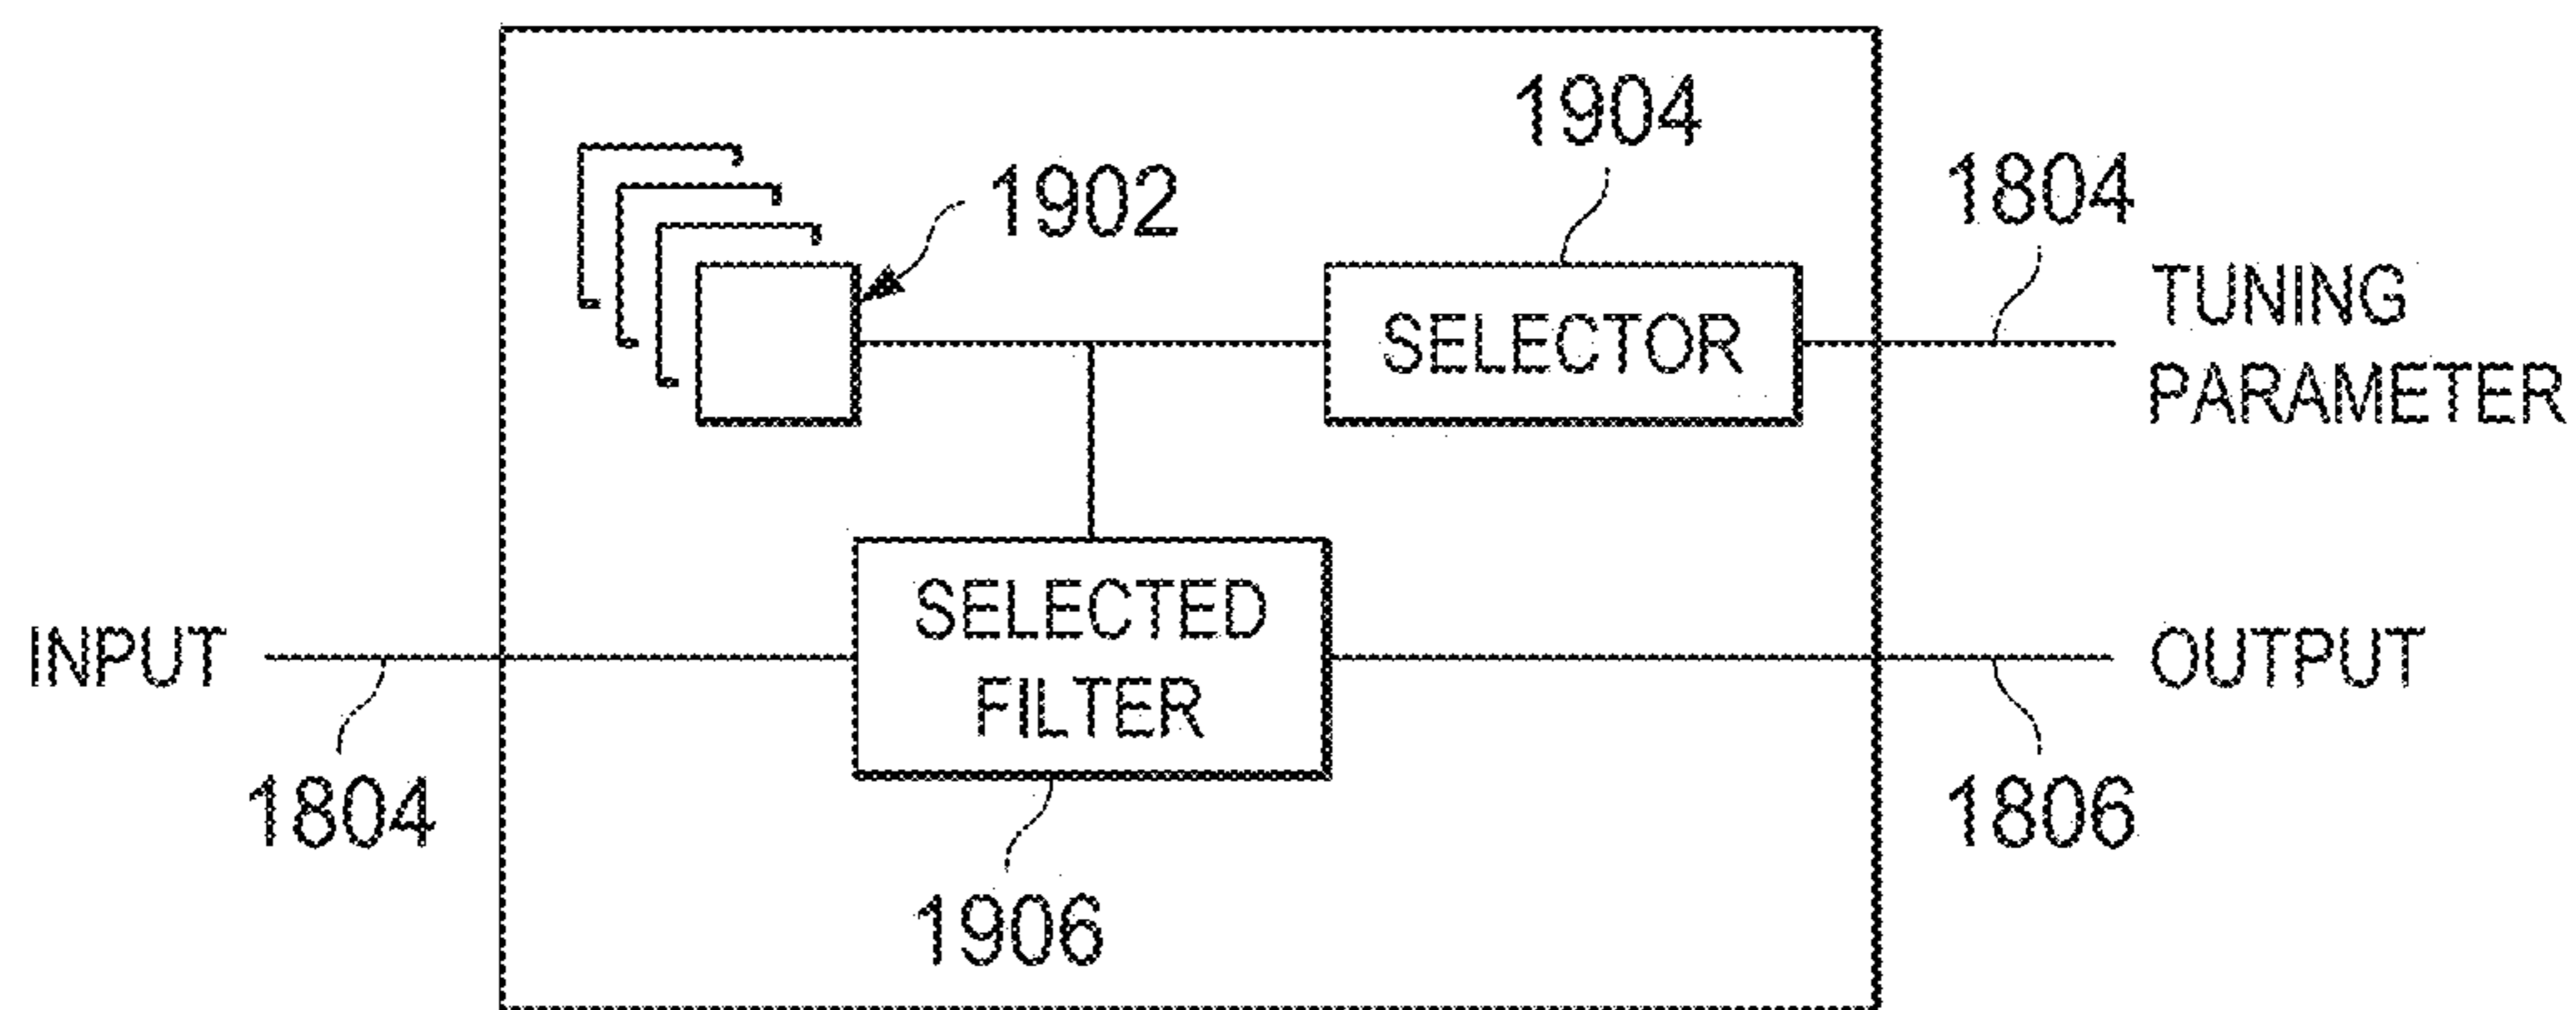 1904
1902
1804
TUNING
PARAMETER
SELECTOR
INPUT
SELECTED
FILTER
OUTPUT
1804
1906
1806